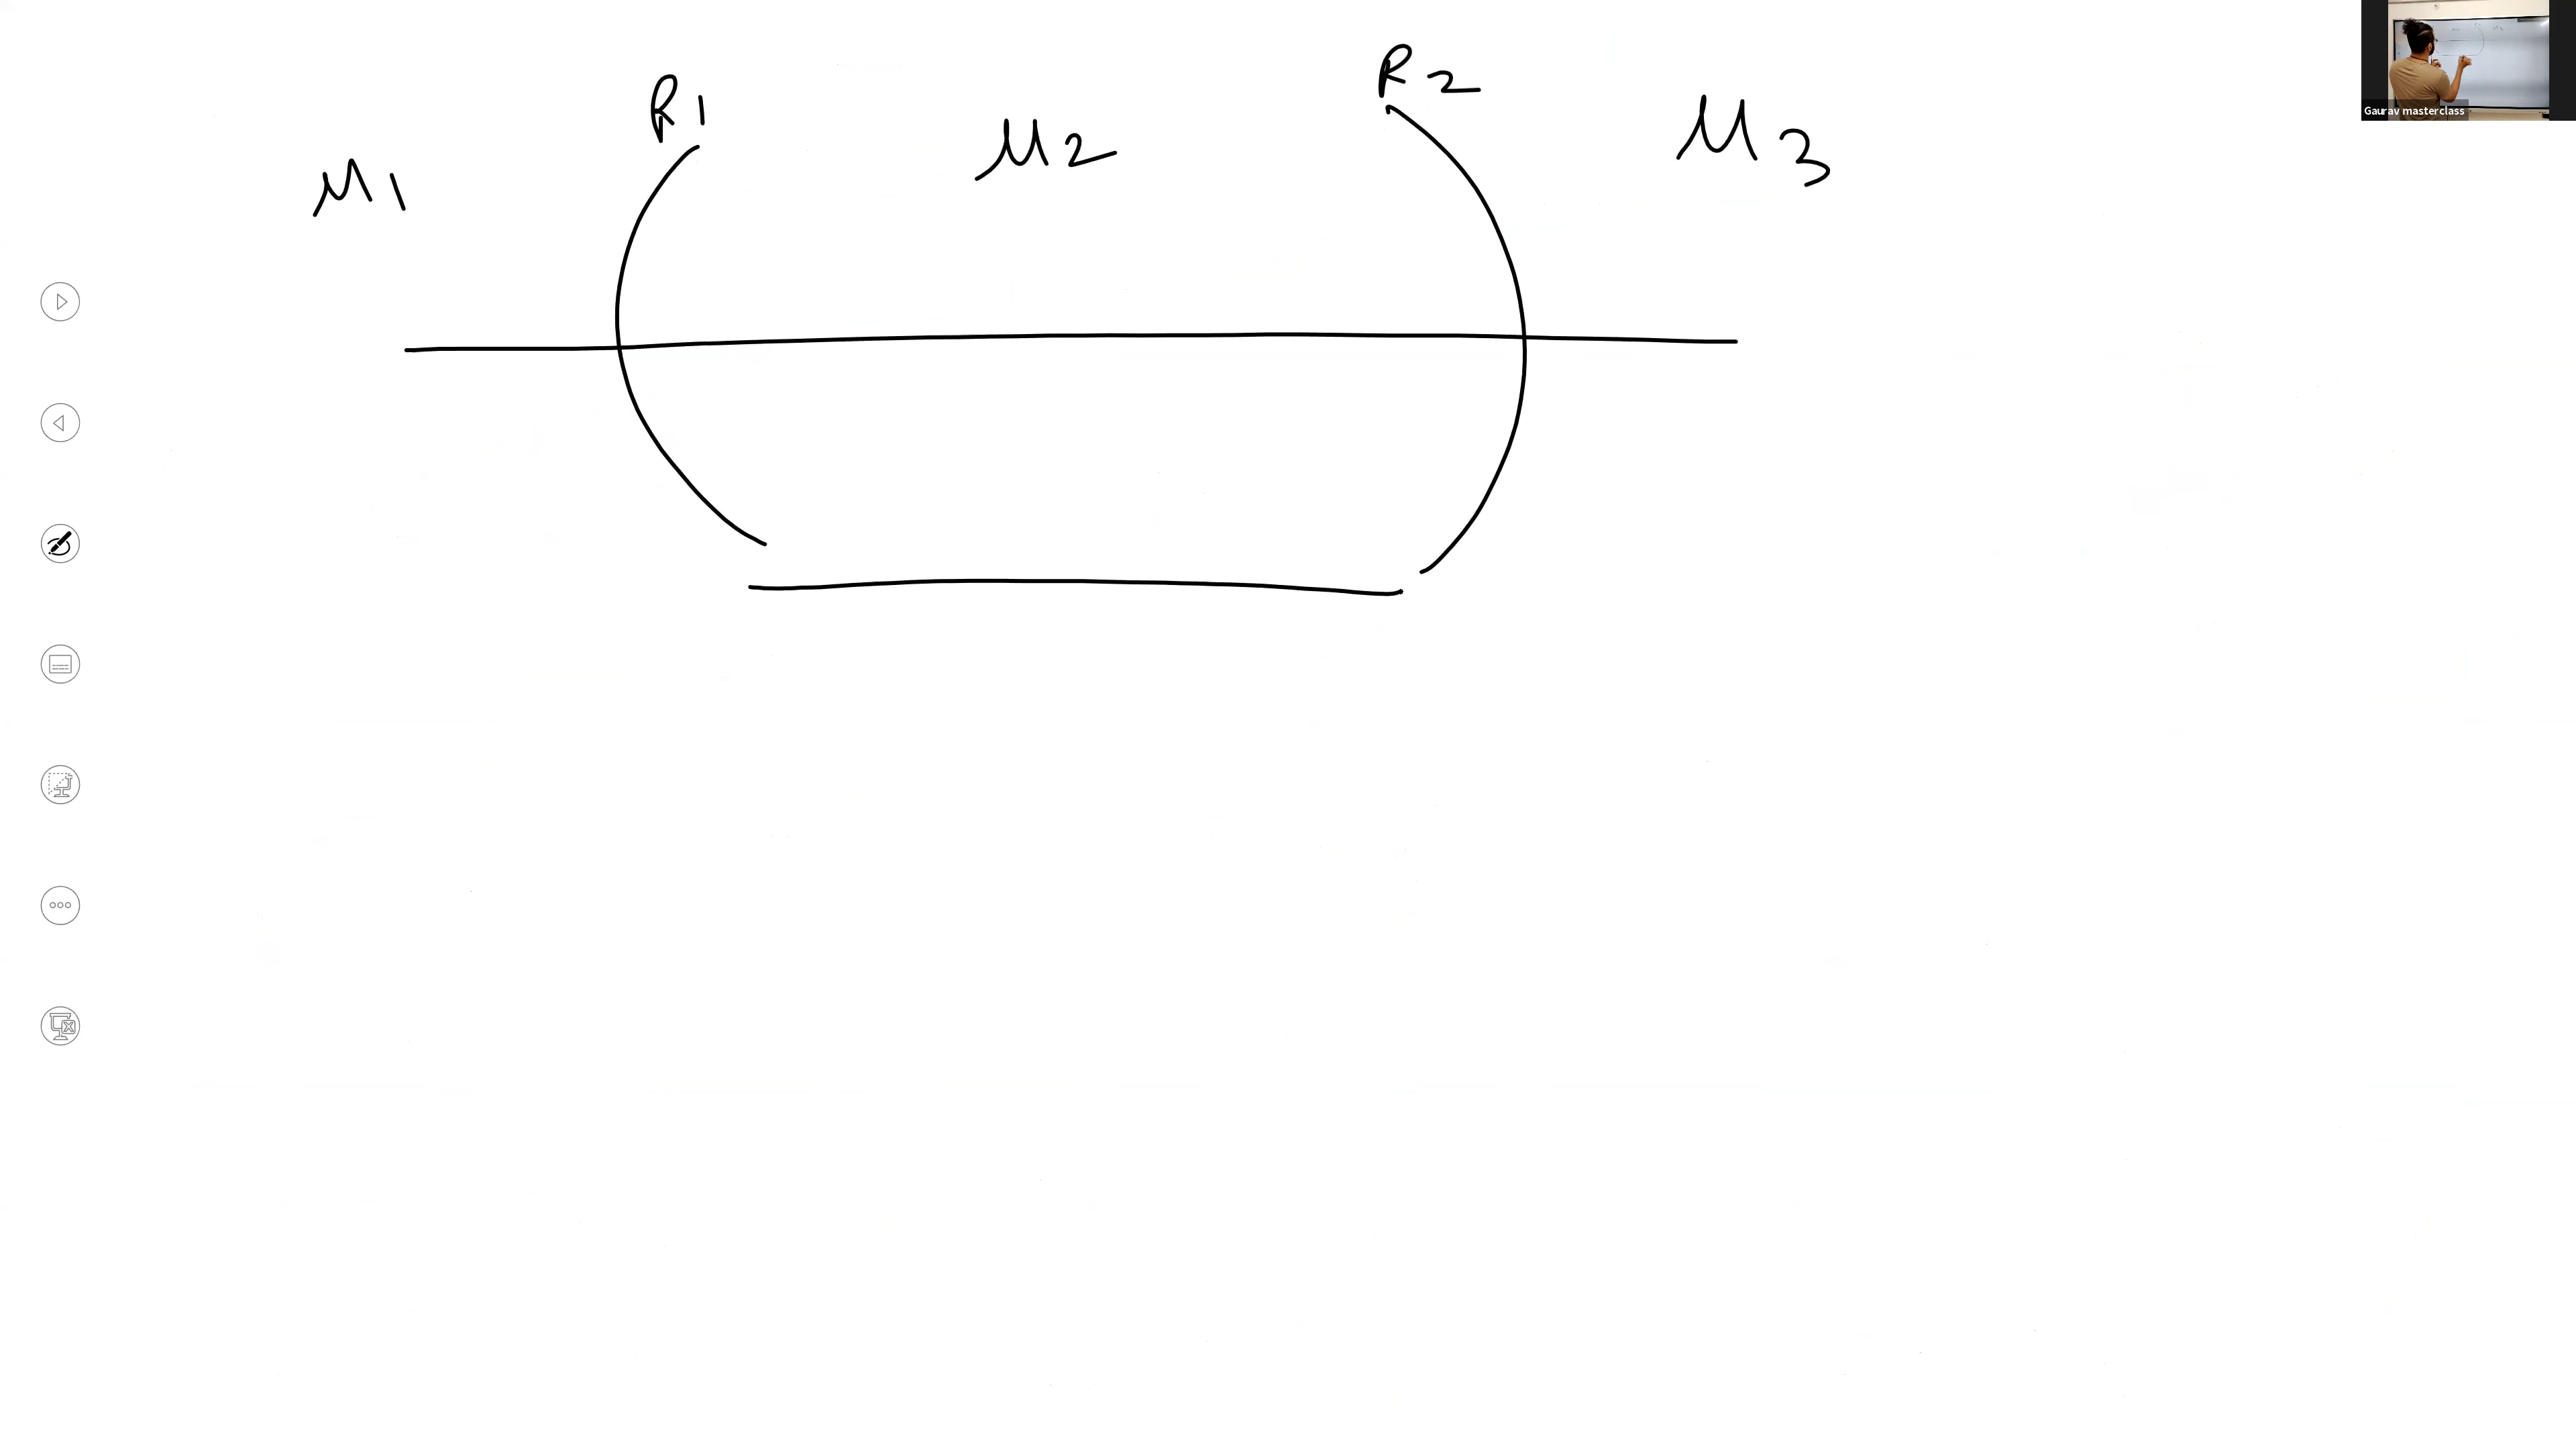 R1
R2
μ1
μ2
μ3
Gaurav masterclass